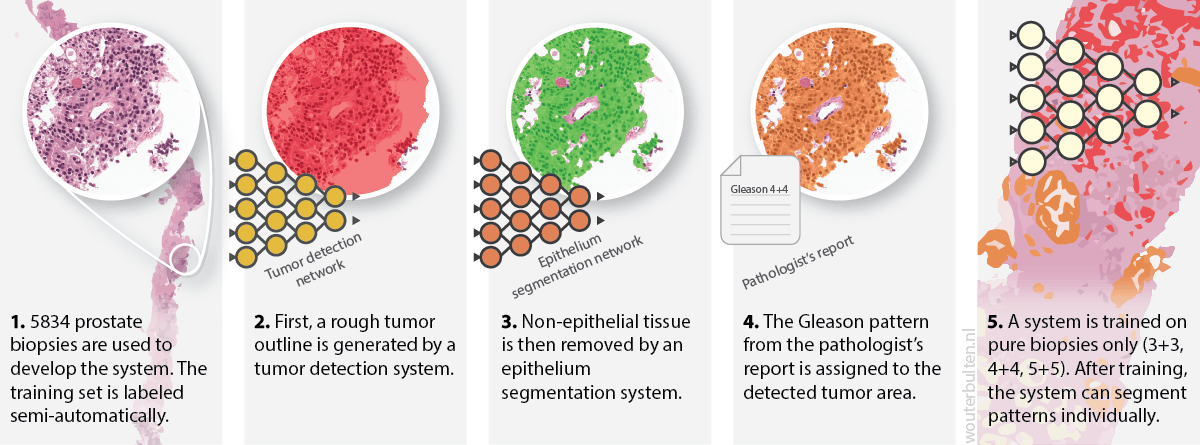 Tumor detection
network
Epithelium
segmentation network
Gleason 4+4
Pathologist's report
1. 5834 prostate
biopsies are used to
develop the system. The
training set is labeled
semi-automatically.
2. First, a rough tumor
outline is generated by a
tumor detection system.
3. Non-epithelial tissue
is then removed by an
epithelium
segmentation system.
4. The Gleason pattern
from the pathologist's
report is assigned to the
detected tumor area.
wouterbulten.nl
5. A system is trained on
pure biopsies only (3+3,
4+4, 5+5). After training,
the system can segment
patterns individually.